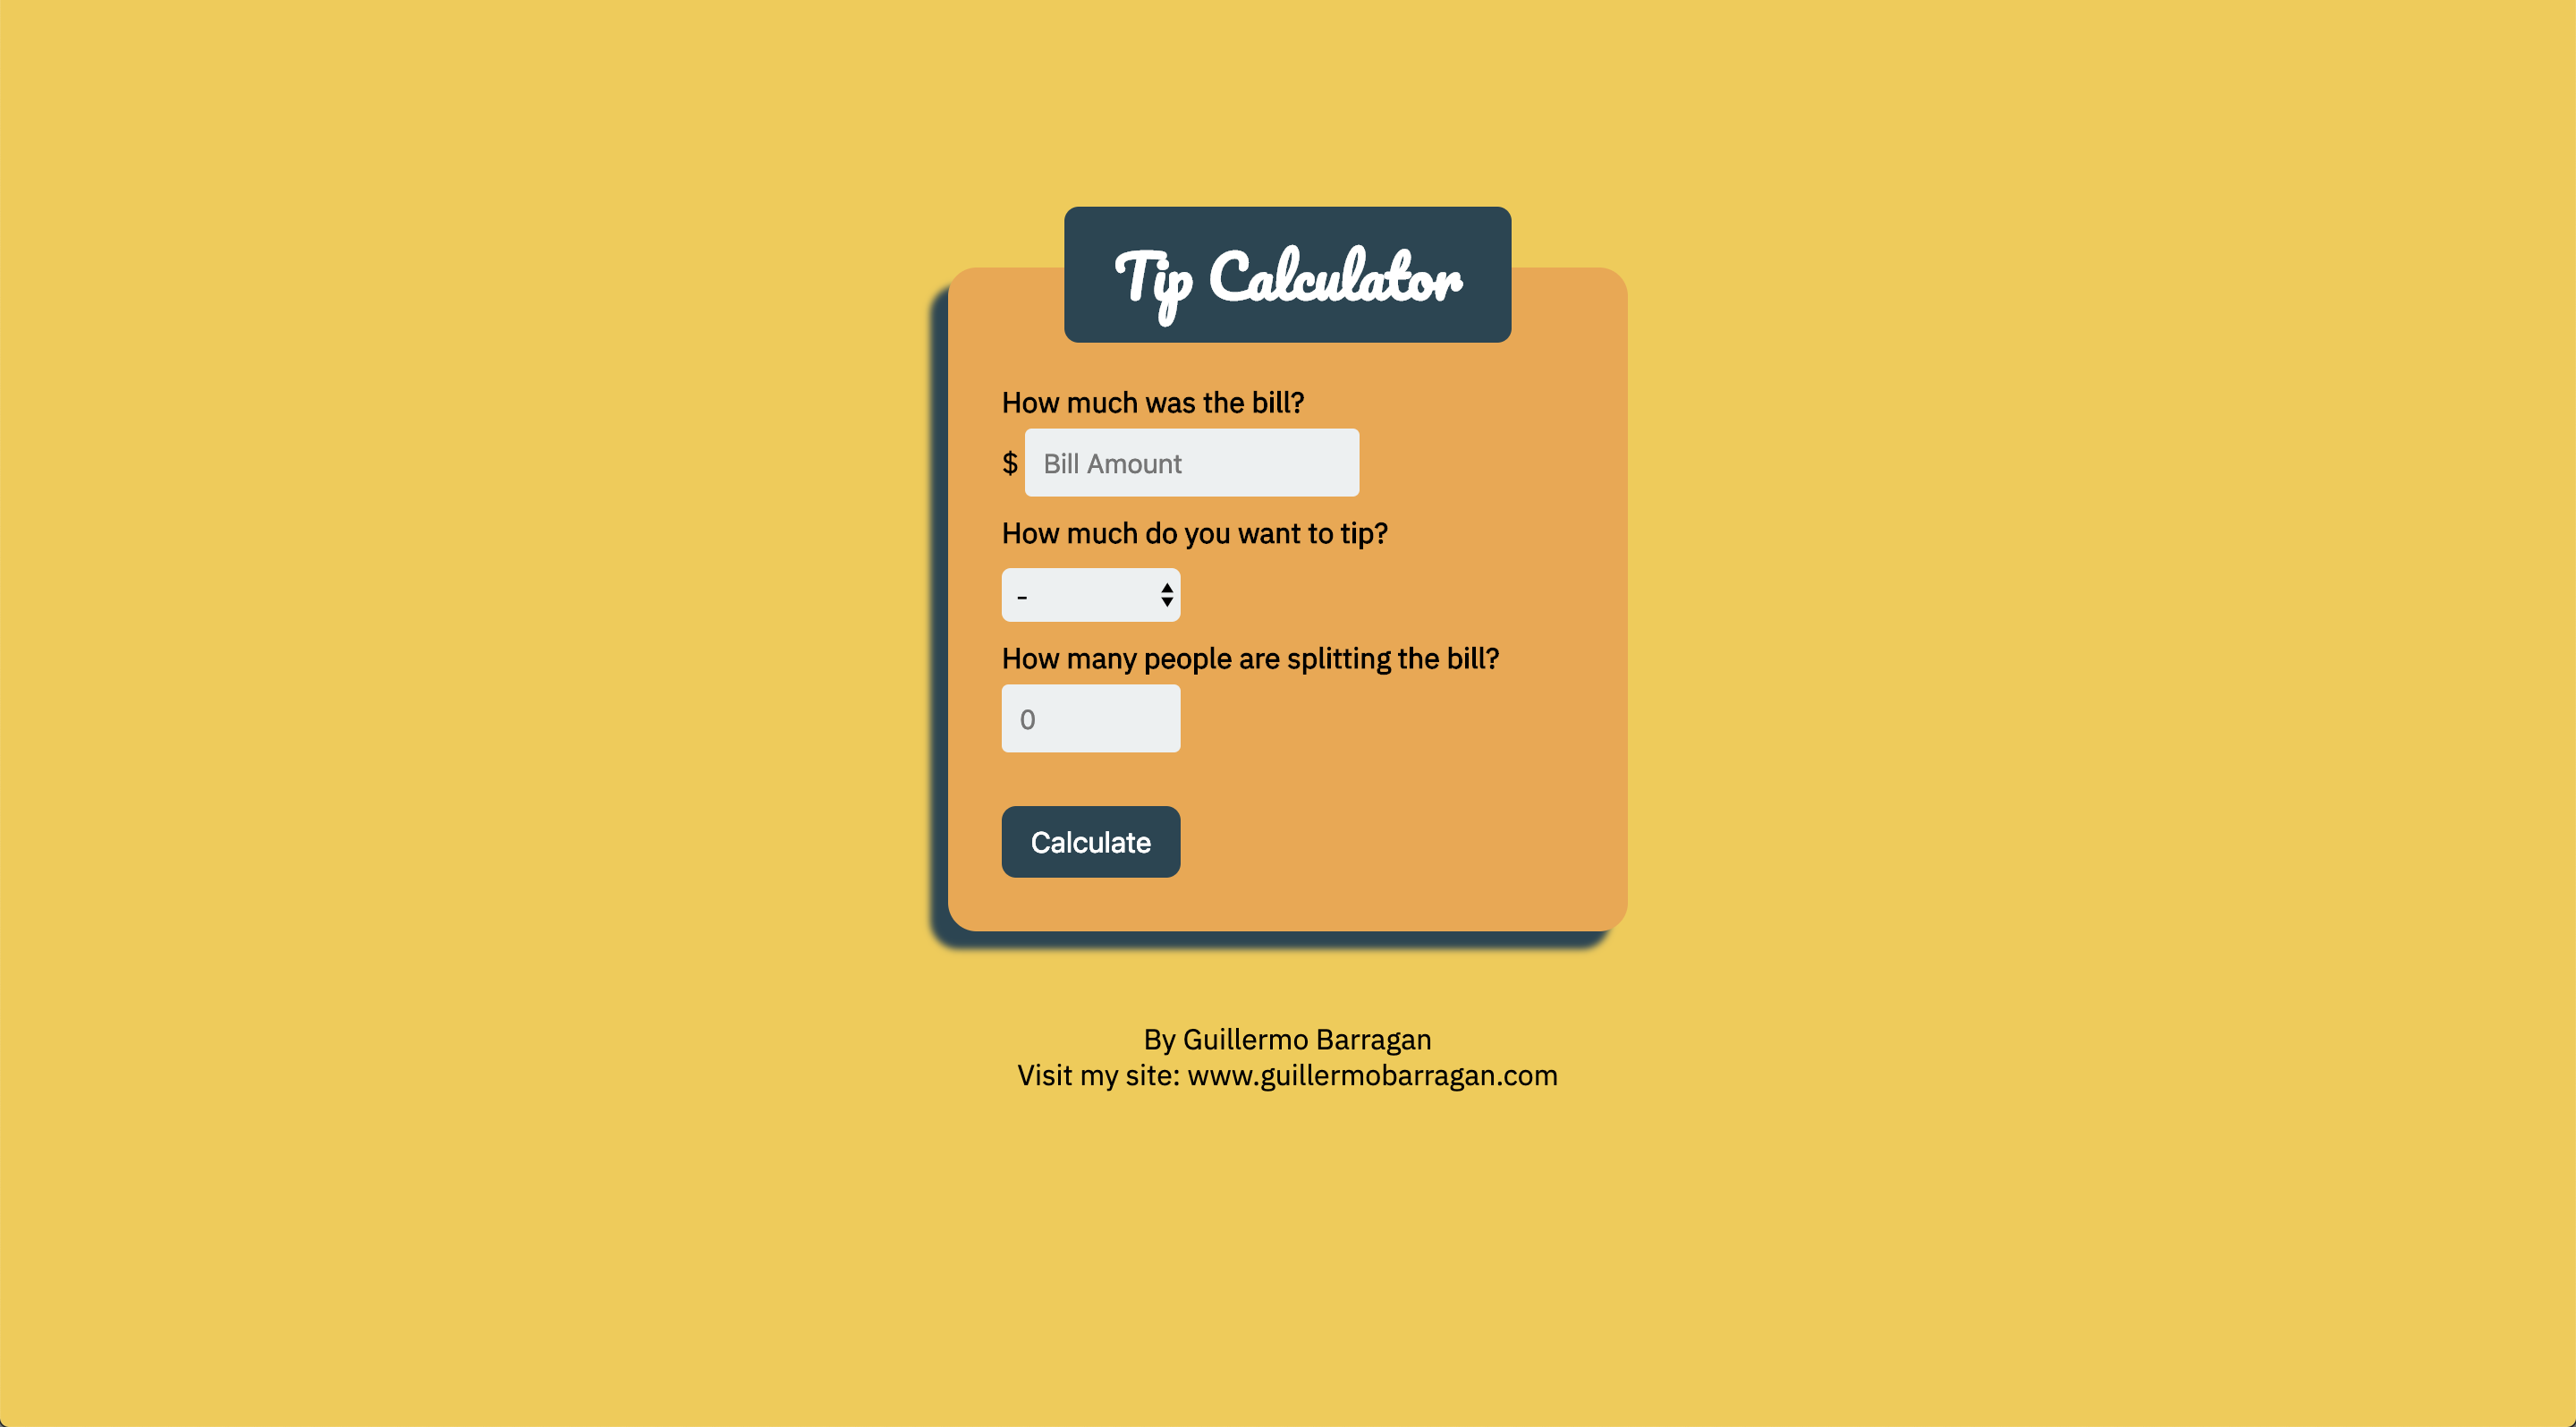 Tip Calculator
How much was the bill?
$ Bill Amount
How much do you want to tip?
-
How many people are splitting the bill?
0
Calculate
By Guillermo Barragan
Visit my site: www.guillermobarragan.com